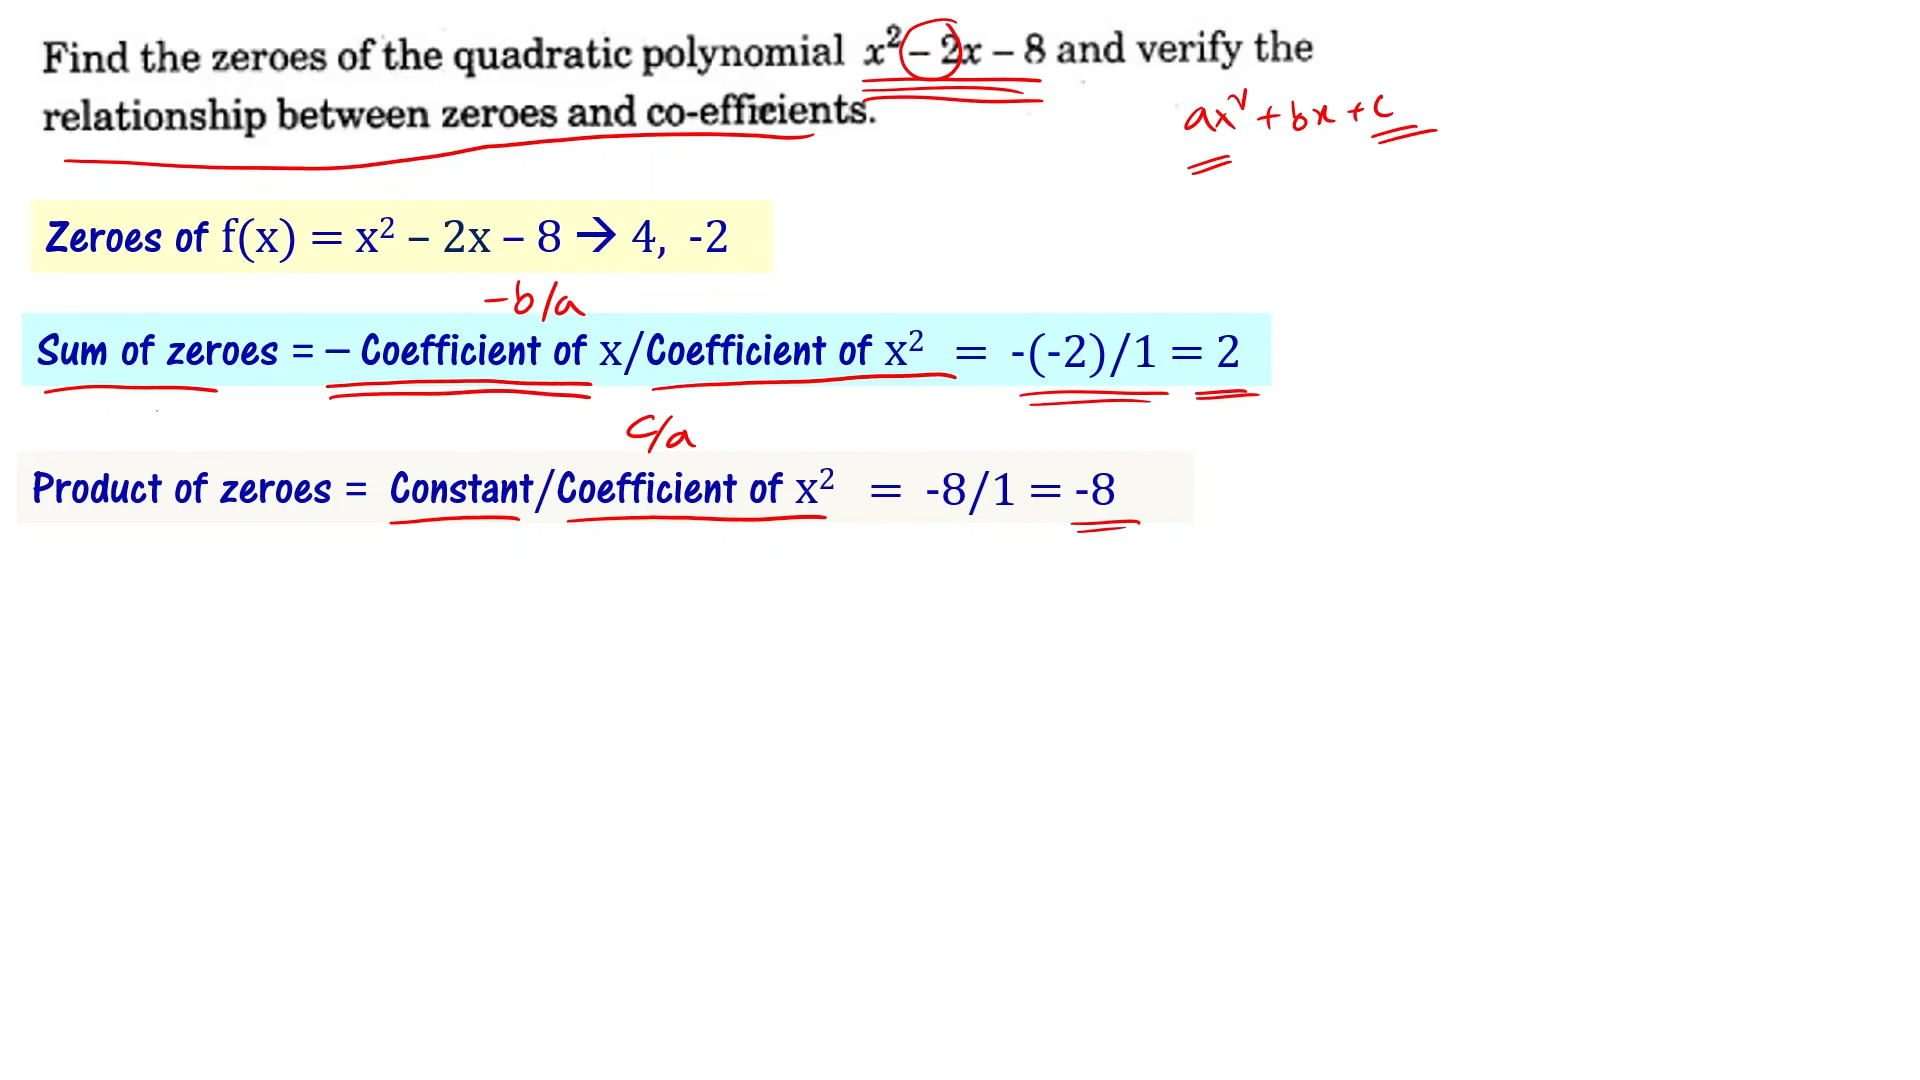 Find the zeroes of the quadratic polynomial x² – 2x – 8 and verify the
relationship between zeroes and co-efficients.
ax² + bx + c
Zeroes of f(x) = x² – 2x – 8 → 4, -2
-b/a
Sum of zeroes = – Coefficient of x/Coefficient of x² = -(-2)/1 = 2
c/a
Product of zeroes = Constant/Coefficient of x² = -8/1 = -8